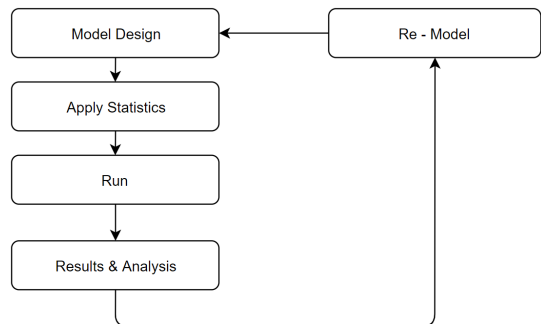 Model Design
Re - Model
Apply Statistics
Run
Results & Analysis